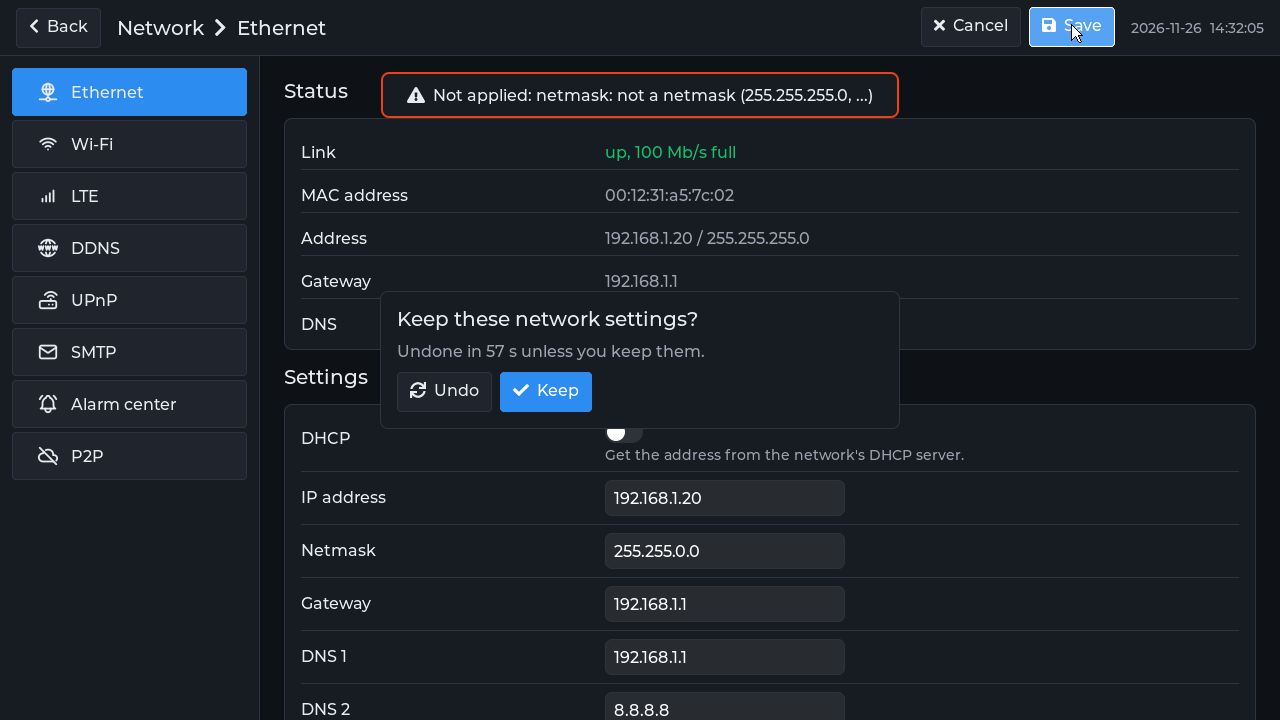 Back
Network > Ethernet
Cancel
Save
2026-11-26 14:32:05
Ethernet
Wi-Fi
LTE
DDNS
UPnP
SMTP
Alarm center
P2P
Status
Not applied: netmask: not a netmask (255.255.255.0, ...)
Link up, 100 Mb/s full
MAC address 00:12:31:a5:7c:02
Address 192.168.1.20 / 255.255.255.0
Gateway 192.168.1.1
DNS
Keep these network settings?
Undone in 57 s unless you keep them.
Undo
Keep
Settings
DHCP
Get the address from the network's DHCP server.
IP address 192.168.1.20
Netmask 255.255.0.0
Gateway 192.168.1.1
DNS 1 192.168.1.1
DNS 2 8.8.8.8